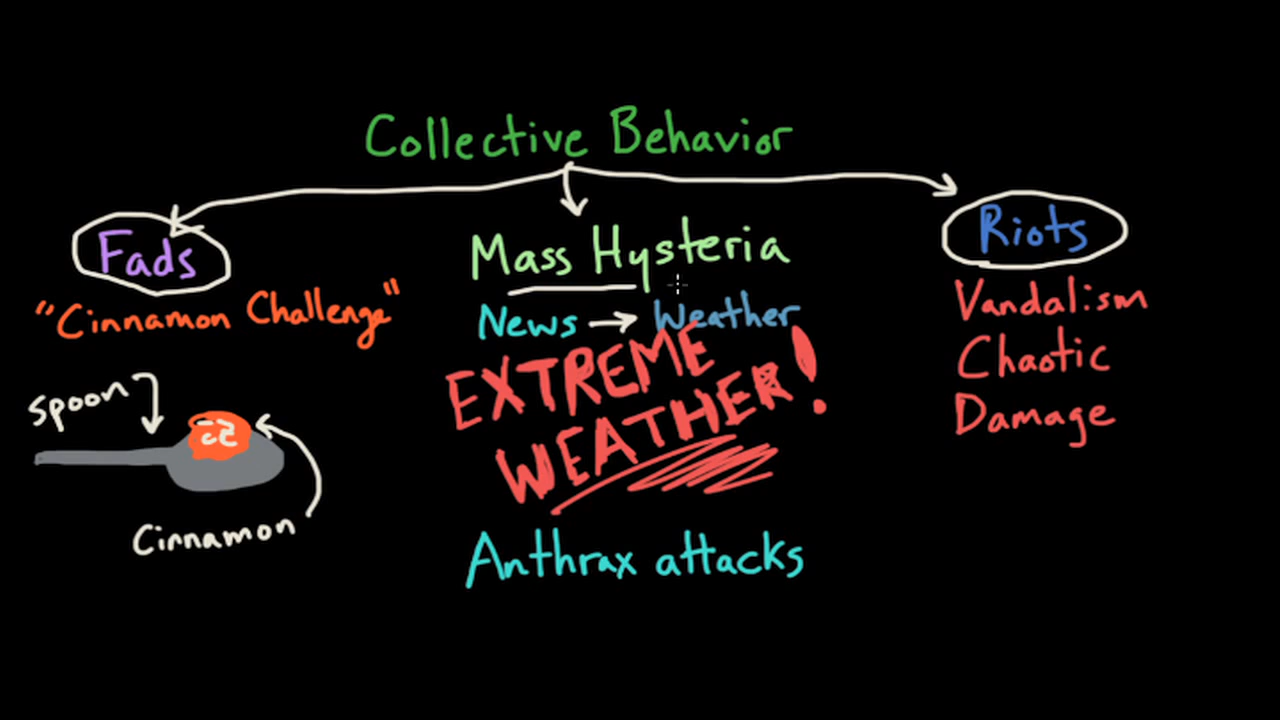 Collective Behavior
Fads
"Cinnamon Challenge"
spoon
Cinnamon
Mass Hysteria
News → Weather
EXTREME
WEATHER!
Anthrax attacks
Riots
Vandalism
Chaotic
Damage